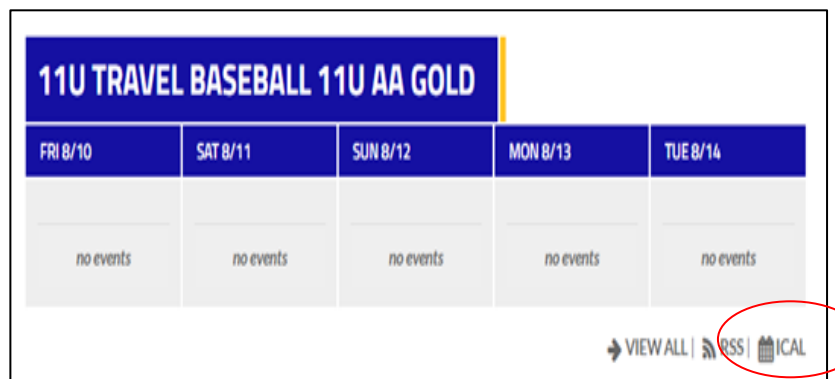 11U TRAVEL BASEBALL 11U AA GOLD
FRI 8/10 SAT 8/11 SUN 8/12 MON 8/13 TUE 8/14
no events no events no events no events no events
VIEW ALL | RSS | ICAL